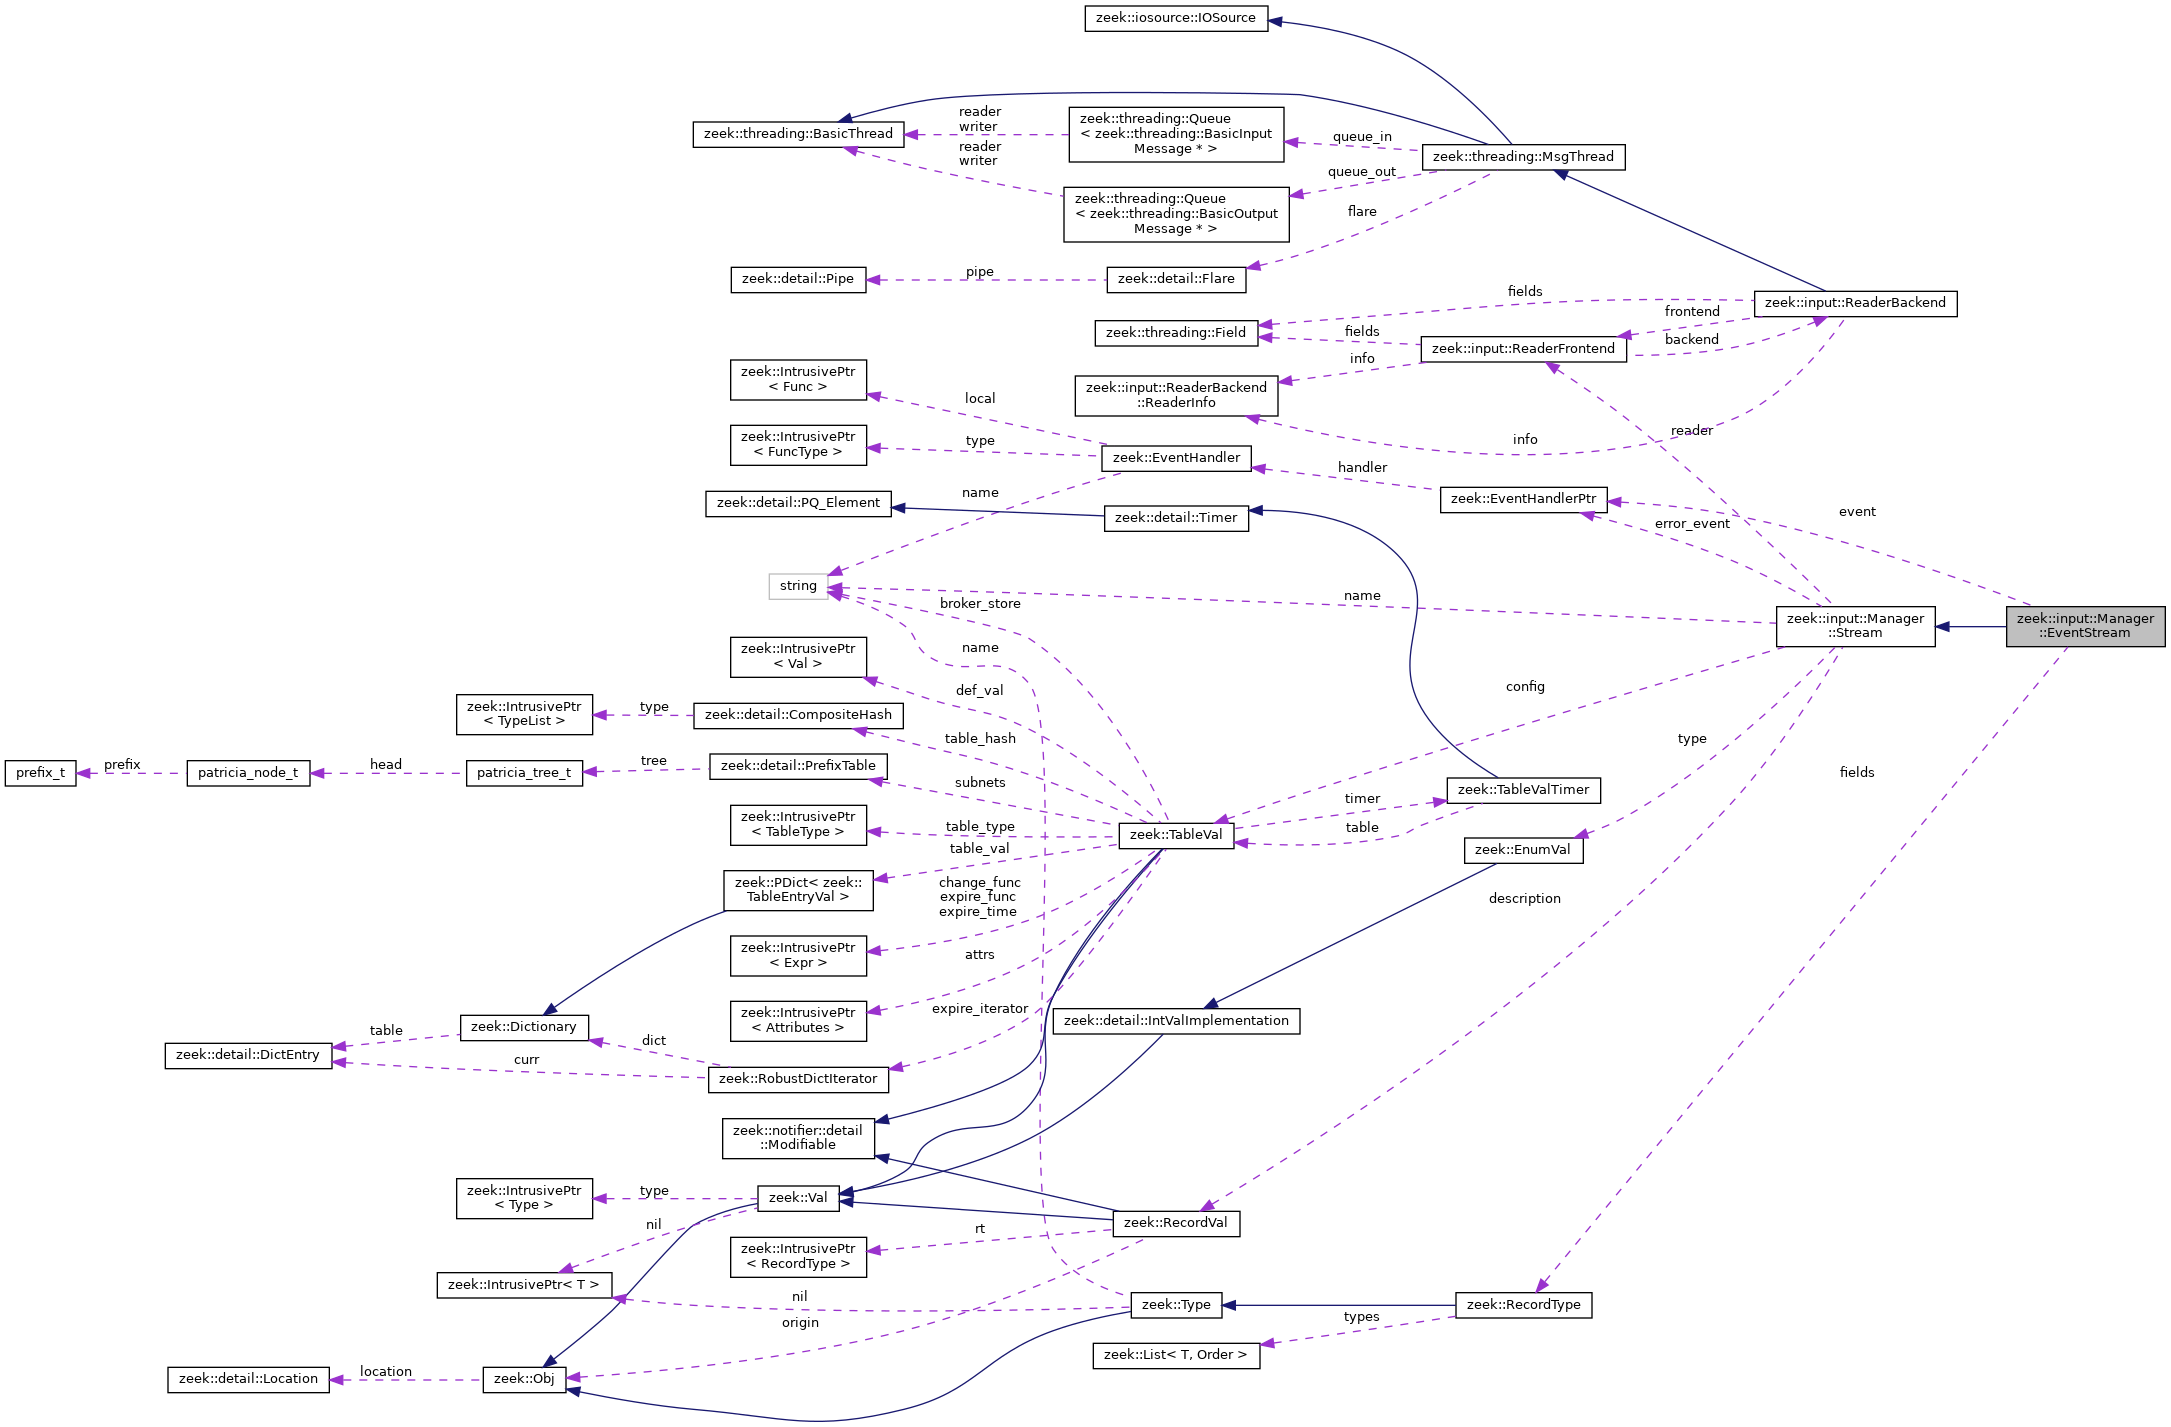 zeek::iosource::IOSource
zeek::threading::BasicThread
reader
writer
zeek::threading::Queue
< zeek::threading::BasicInput
Message * >
queue_in
zeek::threading::MsgThread
reader
writer
queue_out
zeek::threading::Queue
< zeek::threading::BasicOutput
Message * >
flare
zeek::detail::Pipe
pipe
zeek::detail::Flare
fields
zeek::input::ReaderBackend
frontend
zeek::threading::Field
fields
zeek::input::ReaderFrontend
backend
info
zeek::IntrusivePtr
< Func >
zeek::input::ReaderBackend
::ReaderInfo
local
reader
info
zeek::IntrusivePtr
< FuncType >
type
zeek::EventHandler
handler
zeek::EventHandlerPtr
name
zeek::detail::PQ_Element
zeek::detail::Timer
error_event
event
string
broker_store
name
zeek::input::Manager
::Stream
zeek::input::Manager
::EventStream
zeek::IntrusivePtr
< Val >
name
def_val
config
zeek::IntrusivePtr
< TypeList >
type
zeek::detail::CompositeHash
table_hash
type
prefix_t
prefix
patricia_node_t
head
patricia_tree_t
tree
zeek::detail::PrefixTable
subnets
fields
timer
zeek::TableValTimer
zeek::IntrusivePtr
< TableType >
table_type
zeek::TableVal
table
table_val
zeek::EnumVal
zeek::PDict< zeek::
TableEntryVal >
change_func
expire_func
expire_time
description
zeek::IntrusivePtr
< Expr >
attrs
zeek::IntrusivePtr
< Attributes >
expire_iterator
zeek::detail::IntValImplementation
zeek::Dictionary
table
zeek::detail::DictEntry
dict
curr
zeek::RobustDictIterator
zeek::notifier::detail
::Modifiable
zeek::IntrusivePtr
< Type >
type
zeek::Val
nil
rt
zeek::RecordVal
zeek::IntrusivePtr
< RecordType >
zeek::IntrusivePtr< T >
nil
origin
zeek::Type
zeek::RecordType
types
zeek::List< T, Order >
zeek::detail::Location
location
zeek::Obj